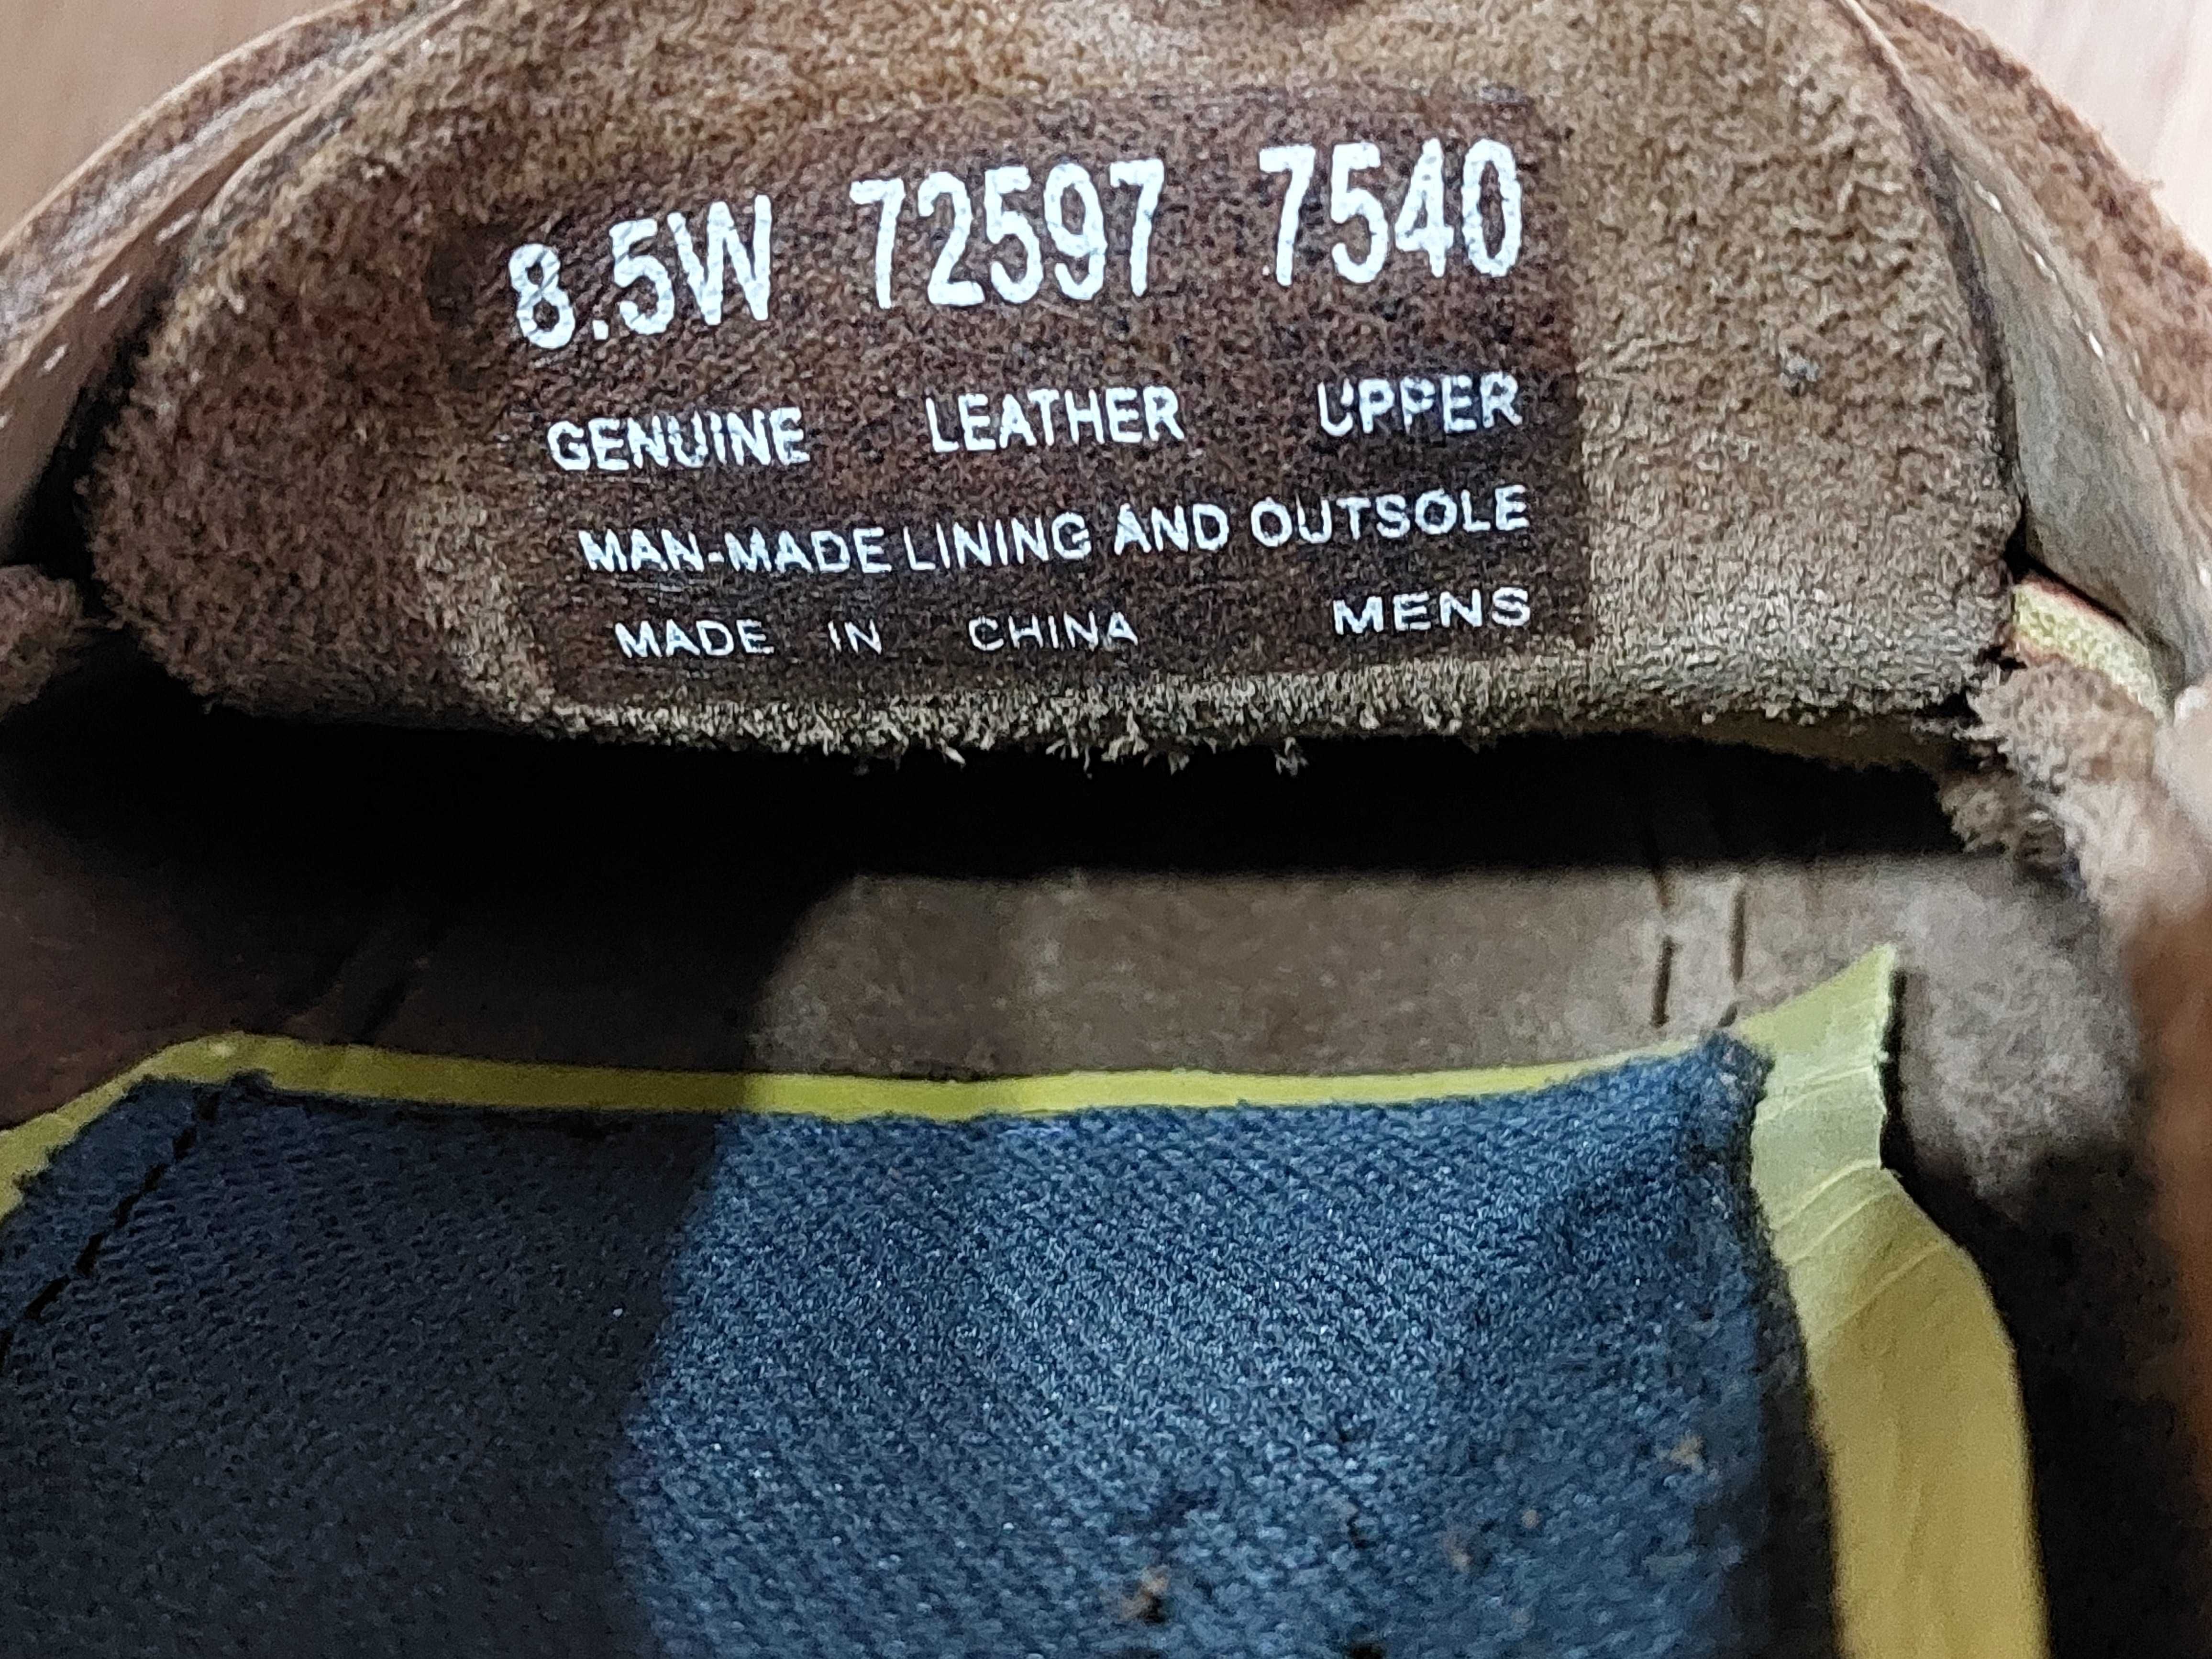 8.5W 72597 7540
GENUINE LEATHER UPPER
MAN-MADE LINING AND OUTSOLE
MADE IN CHINA MENS